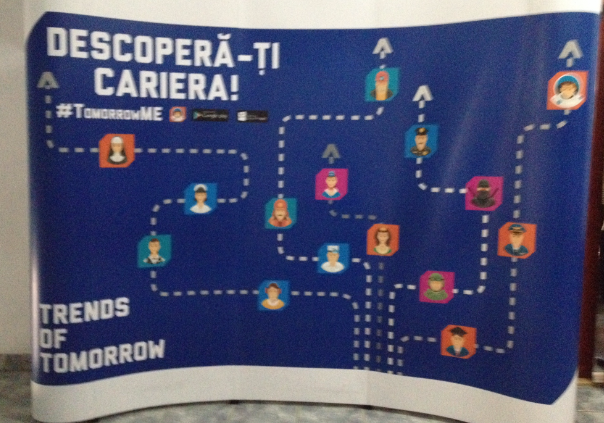 DESCOPERĂ-ȚI
CARIERA!
#TOMORROWME
TRENDS
OF
TOMORROW